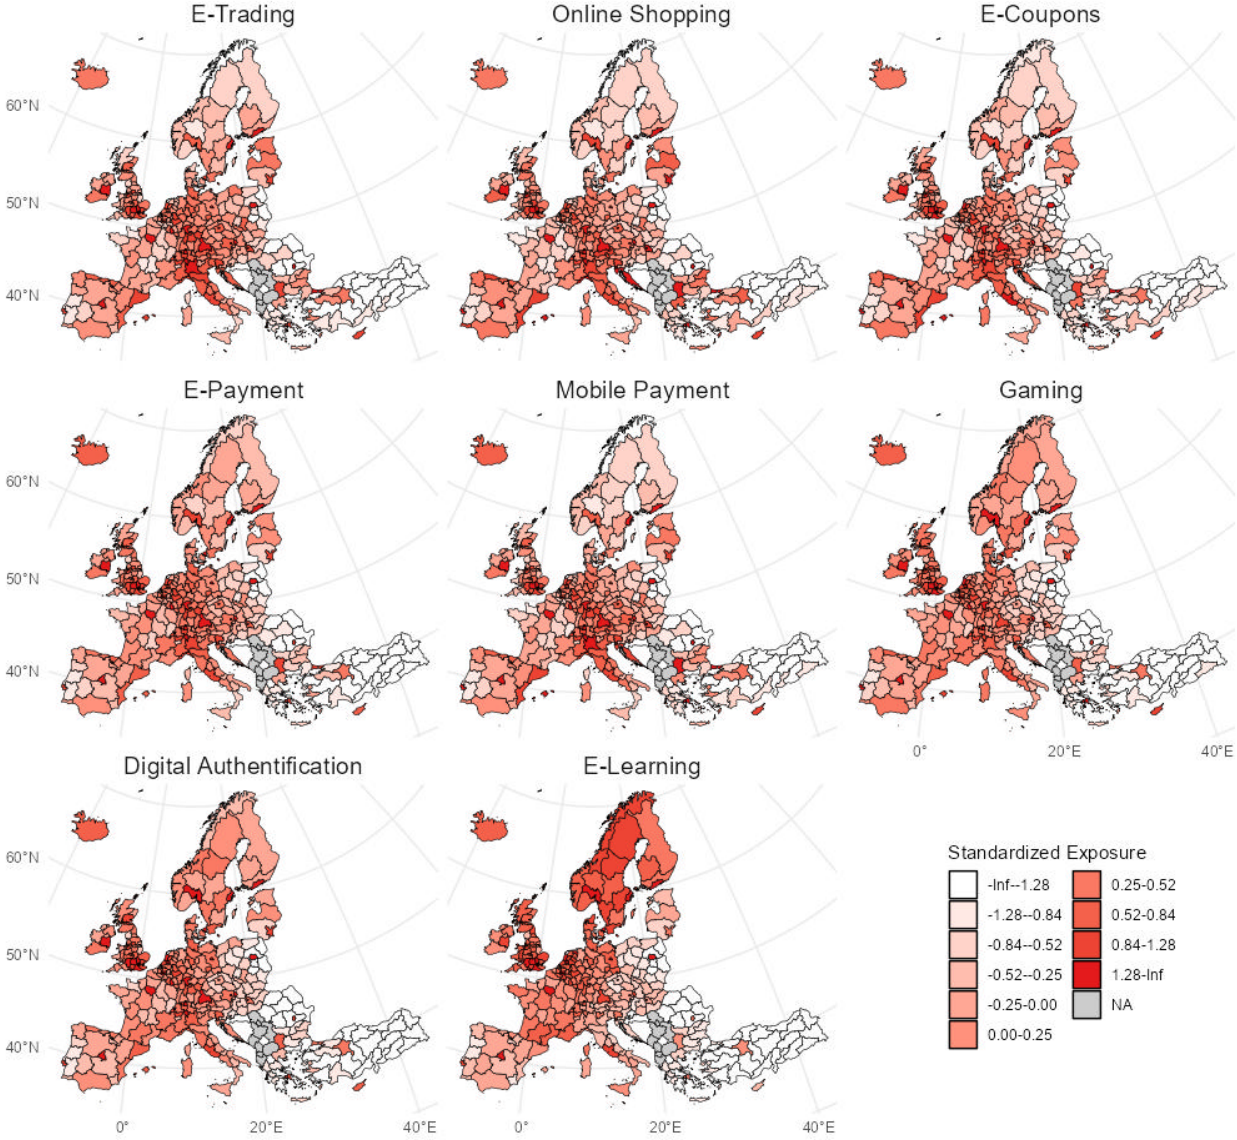 E-Trading Online Shopping E-Coupons
60°N
50°N
40°N
0° 20°E 40°E
E-Payment Mobile Payment Gaming
60°N
50°N
40°N
0° 20°E 40°E
Digital Authentification E-Learning
60°N
50°N
40°N
0° 20°E 40°E 0° 20°E 40°E
Standardized Exposure
-Inf--1.28 0.25-0.52
-1.28--0.84 0.52-0.84
-0.84--0.52 0.84-1.28
-0.52--0.25 1.28-Inf
-0.25-0.00 NA
0.00-0.25